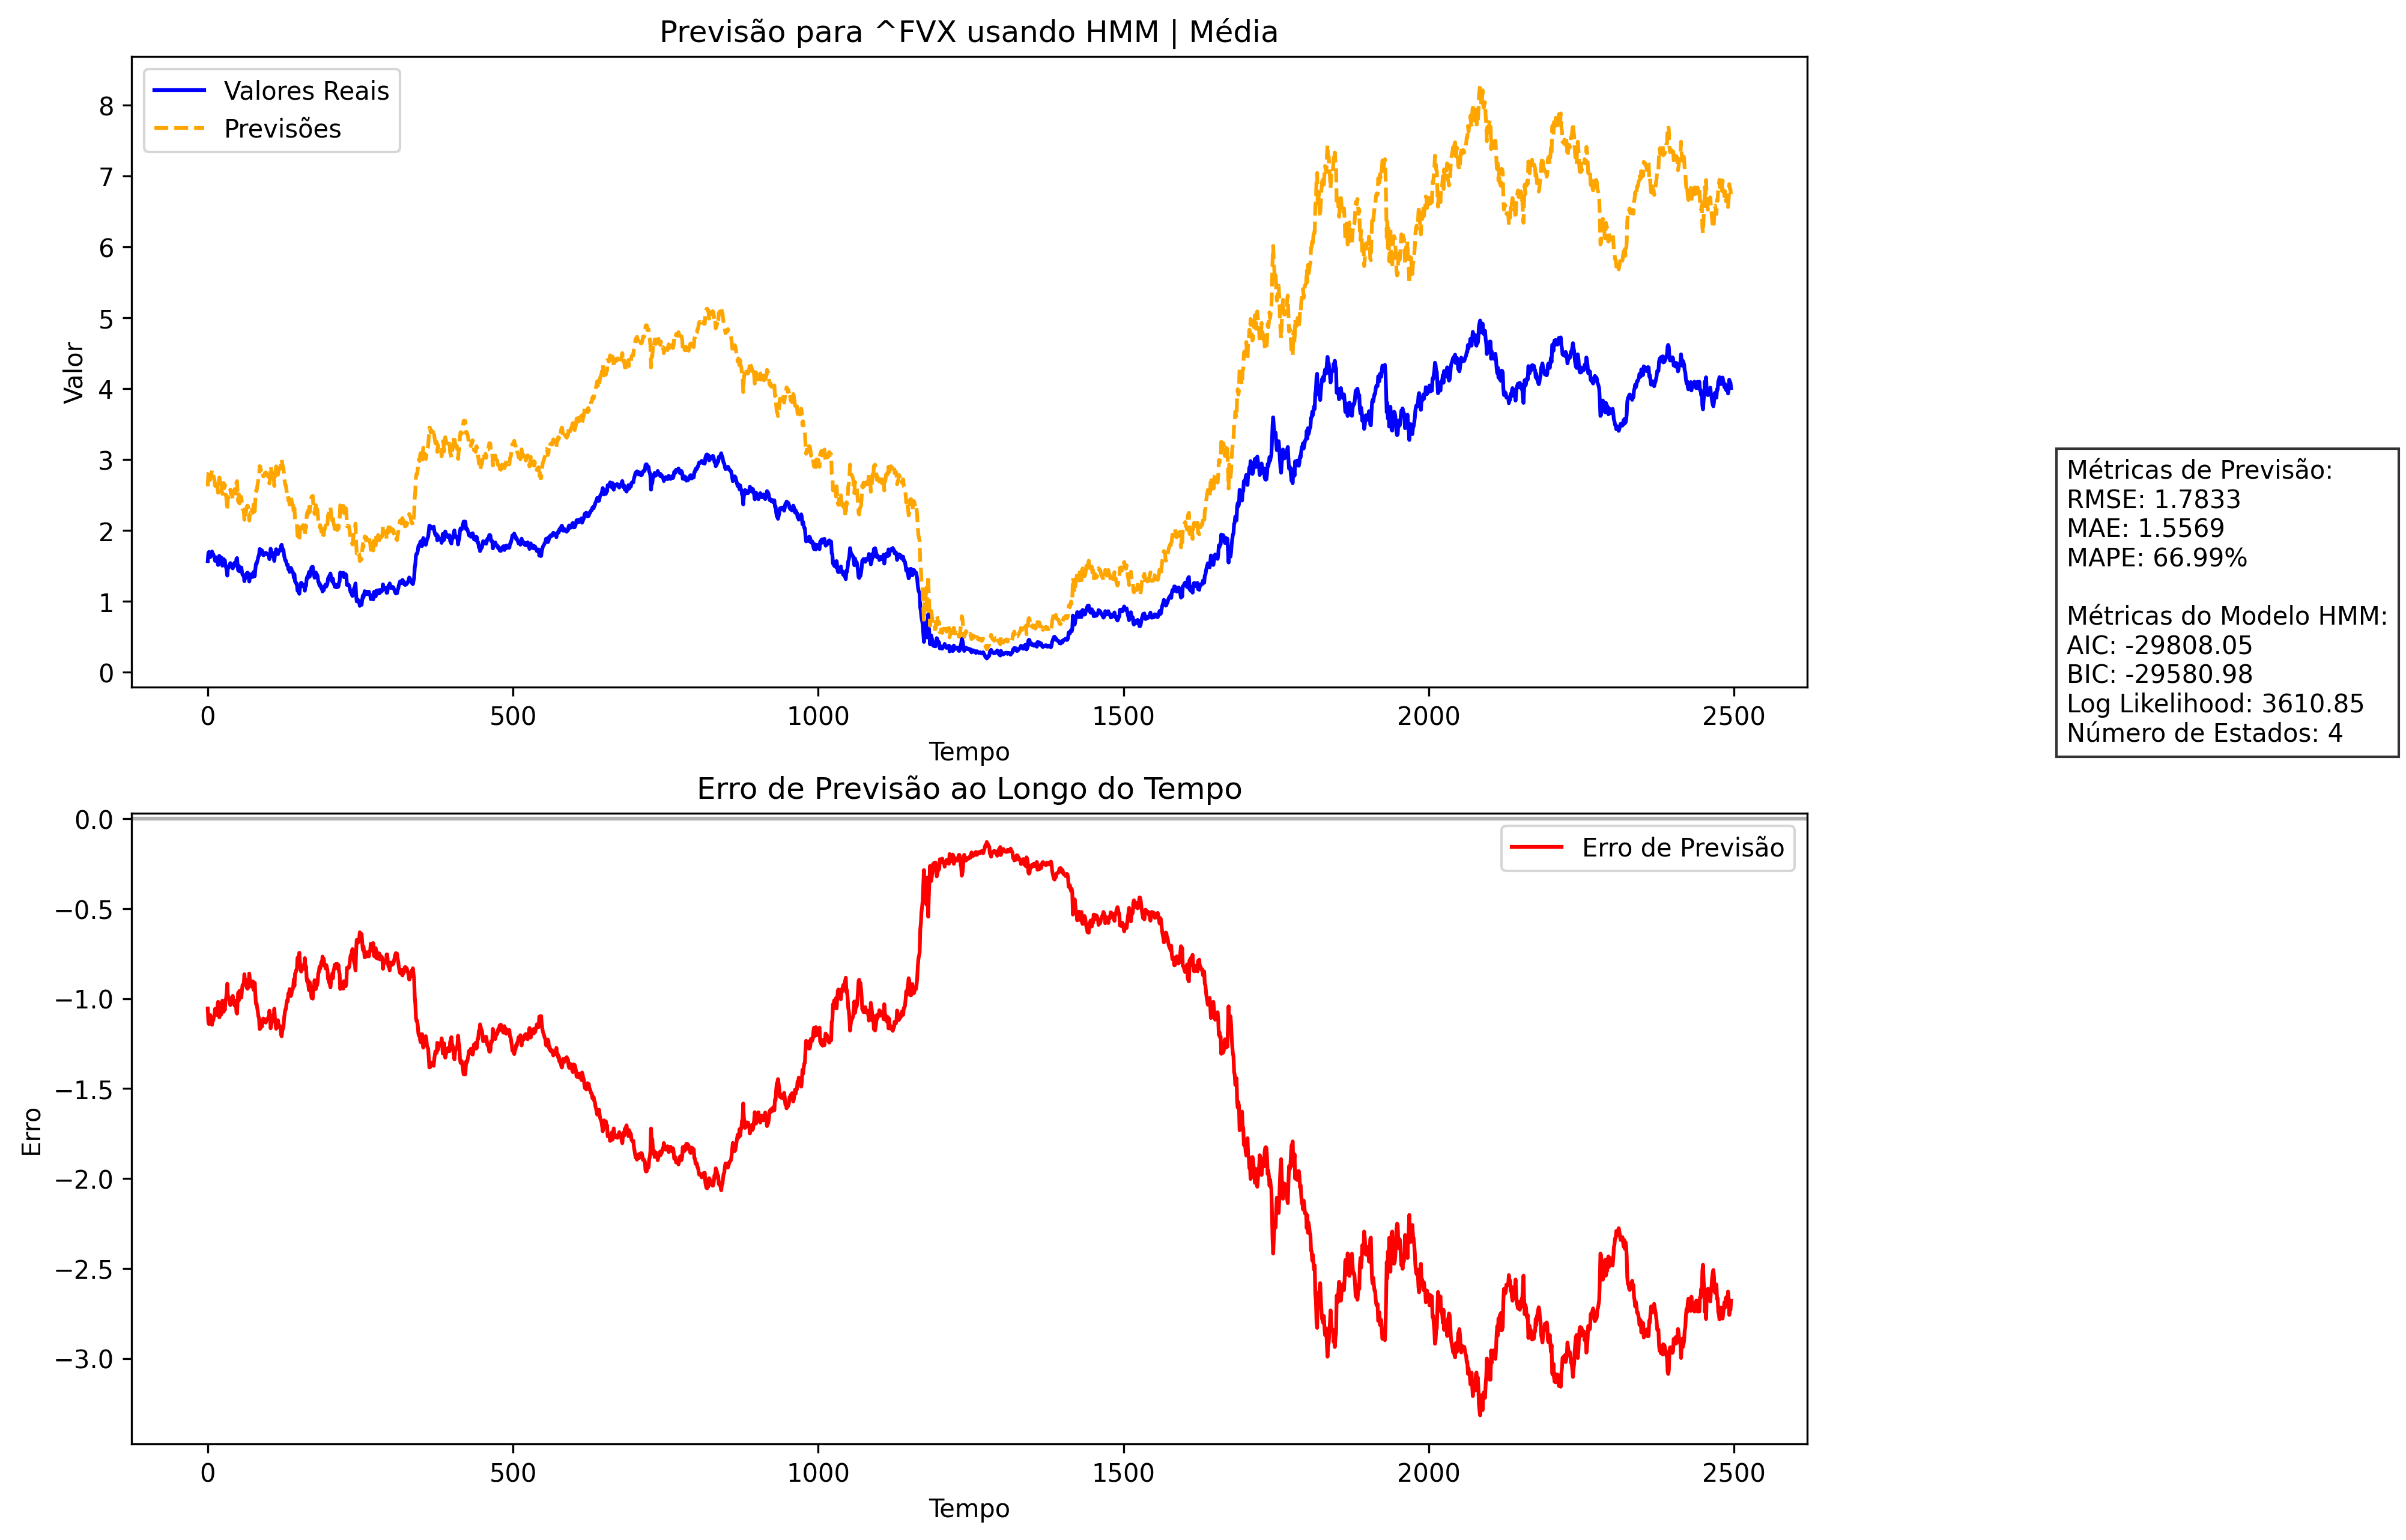 Previsão para ^FVX usando HMM | Média
Valores Reais
Previsões
Valor
8
7
6
5
4
3
2
1
0
0
500
1000
1500
2000
2500
Tempo
Métricas de Previsão:
RMSE: 1.7833
MAE: 1.5569
MAPE: 66.99%
Métricas do Modelo HMM:
AIC: -29808.05
BIC: -29580.98
Log Likelihood: 3610.85
Número de Estados: 4
Erro de Previsão ao Longo do Tempo
Erro de Previsão
Erro
0.0
−0.5
−1.0
−1.5
−2.0
−2.5
−3.0
0
500
1000
1500
2000
2500
Tempo